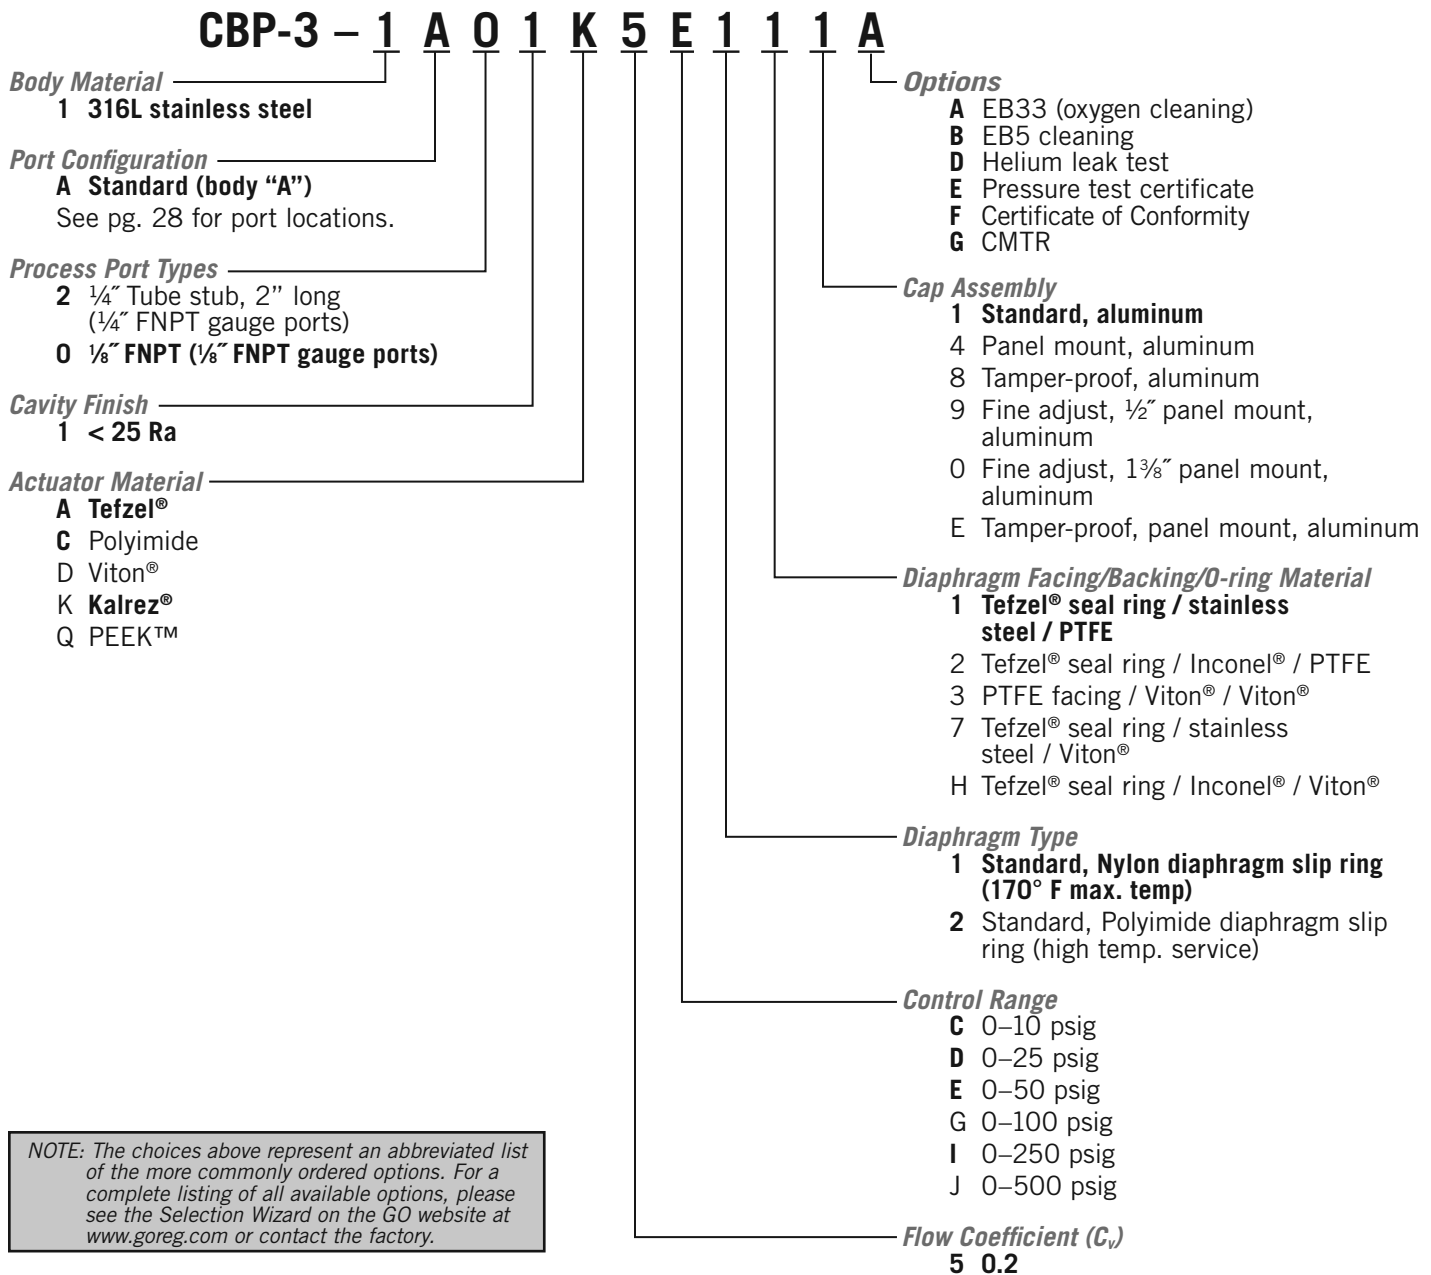 CBP-3 – 1 A 0 1 K 5 E 1 1 1 A
Body Material
1 316L stainless steel
Port Configuration
A Standard (body “A”)
See pg. 28 for port locations.
Process Port Types
2 ¼˝ Tube stub, 2” long
(¼˝ FNPT gauge ports)
0 ⅛˝ FNPT (⅛˝ FNPT gauge ports)
Cavity Finish
1 < 25 Ra
Actuator Material
A Tefzel®
C Polyimide
D Viton®
K Kalrez®
Q PEEK™
NOTE: The choices above represent an abbreviated list
of the more commonly ordered options. For a
complete listing of all available options, please
see the Selection Wizard on the GO website at
www.goreg.com or contact the factory.
Options
A EB33 (oxygen cleaning)
B EB5 cleaning
D Helium leak test
E Pressure test certificate
F Certificate of Conformity
G CMTR
Cap Assembly
1 Standard, aluminum
4 Panel mount, aluminum
8 Tamper-proof, aluminum
9 Fine adjust, ½˝ panel mount,
aluminum
0 Fine adjust, 1⅜˝ panel mount,
aluminum
E Tamper-proof, panel mount, aluminum
Diaphragm Facing/Backing/O-ring Material
1 Tefzel® seal ring / stainless
steel / PTFE
2 Tefzel® seal ring / Inconel® / PTFE
3 PTFE facing / Viton® / Viton®
7 Tefzel® seal ring / stainless
steel / Viton®
H Tefzel® seal ring / Inconel® / Viton®
Diaphragm Type
1 Standard, Nylon diaphragm slip ring
(170° F max. temp)
2 Standard, Polyimide diaphragm slip
ring (high temp. service)
Control Range
C 0–10 psig
D 0–25 psig
E 0–50 psig
G 0–100 psig
I 0–250 psig
J 0–500 psig
Flow Coefficient (Cv)
5 0.2